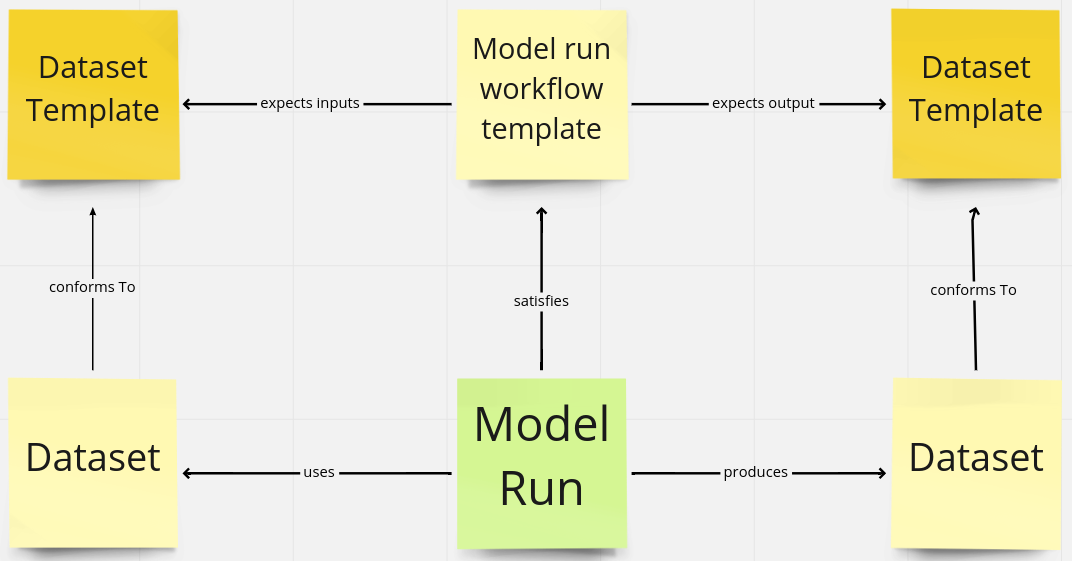 Dataset
Template
expects inputs
Model run
workflow
template
expects output
Dataset
Template
conforms To
satisfies
conforms To
Dataset
uses
Model
Run
produces
Dataset